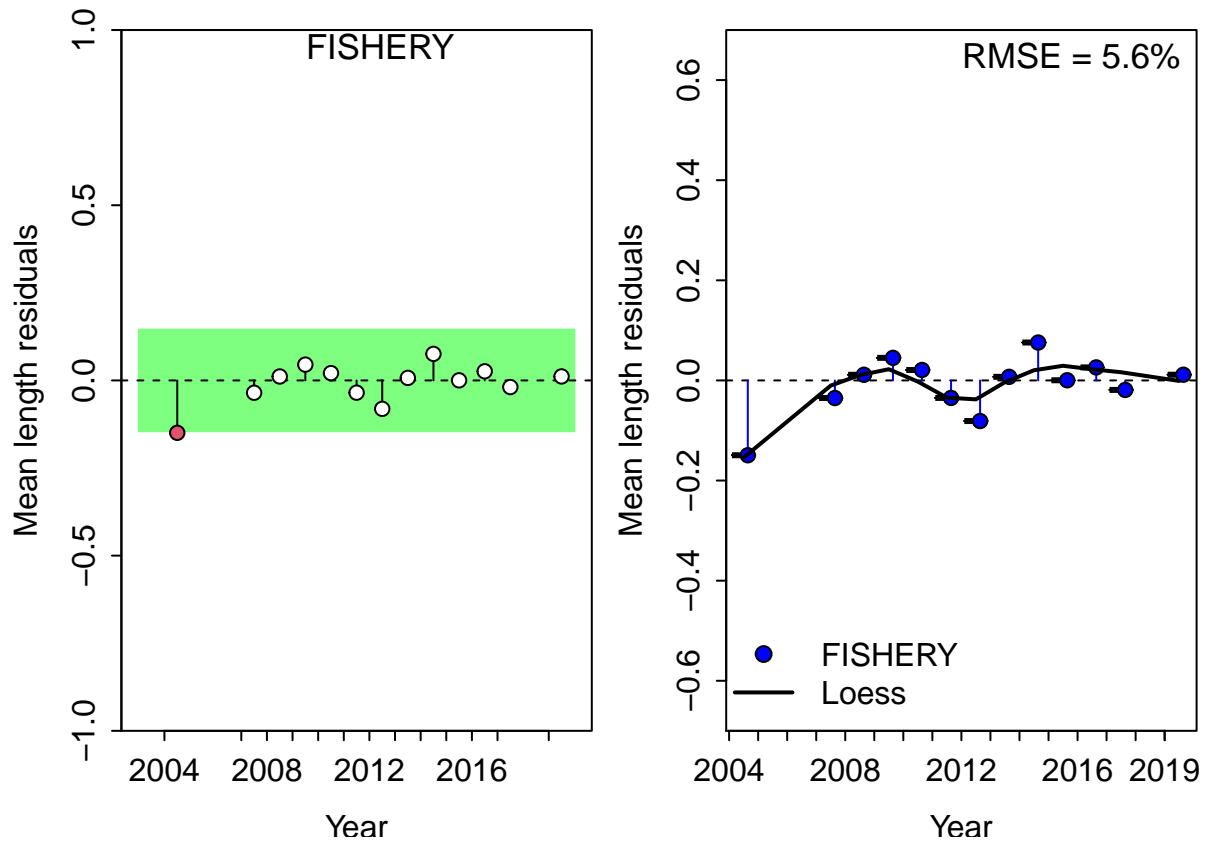 FISHERY
1.0
0.5
0.0
−0.5
−1.0
Mean length residuals
2004 2008 2012 2016
Year
RMSE = 5.6%
0.6
0.4
0.2
0.0
−0.2
−0.4
−0.6
Mean length residuals
FISHERY
Loess
2004 2008 2012 2016 2019
Year